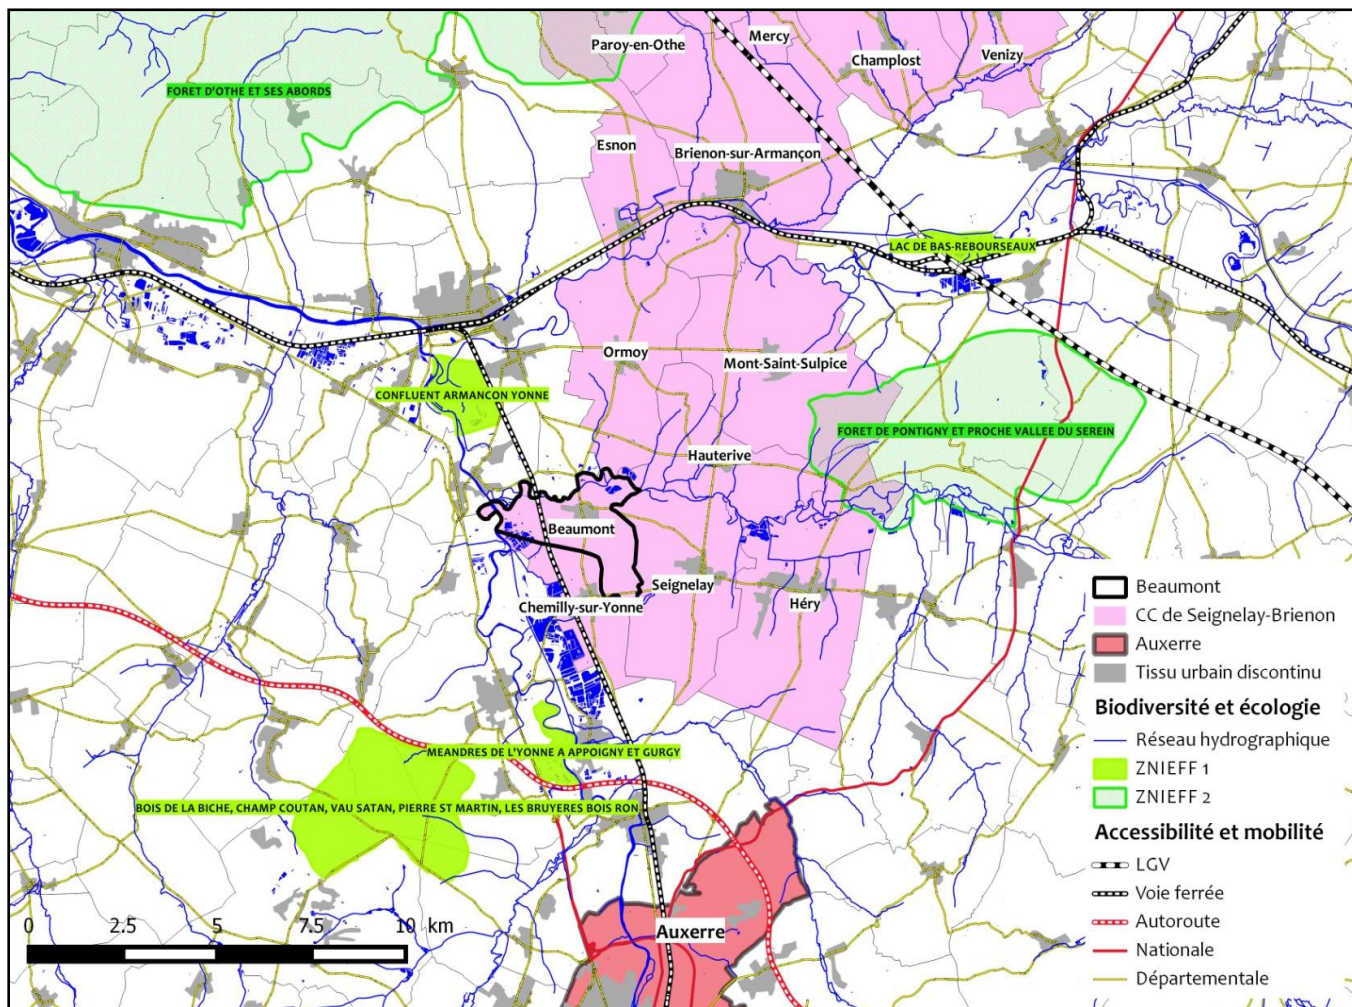 Mercy
Paroy-en-Othe
Venizy
Champlost
FORET D'OTHE ET SES ABORDS
Esnon
Brienon-sur-Armançon
LAC DE BAS-REBOURSEAUX
Ormoy
Mont-Saint-Sulpice
CONFLUENT ARMANCON YONNE
FORET DE PONTIGNY ET PROCHE VALLEE DU SEREIN
Hauterive
Beaumont
Seignelay
Chemilly-sur-Yonne
Héry
MEANDRES DE L'YONNE A APPOIGNY ET GURGY
BOIS DE LA BICHE, CHAMP COUTAN, VAU SATAN, PIERRE ST MARTIN, LES BRUYERES BOIS RON
Auxerre
0 2.5 5 7.5 10 km
Beaumont
CC de Seignelay-Brienon
Auxerre
Tissu urbain discontinu
Biodiversité et écologie
Réseau hydrographique
ZNIEFF 1
ZNIEFF 2
Accessibilité et mobilité
LGV
Voie ferrée
Autoroute
Nationale
Départementale